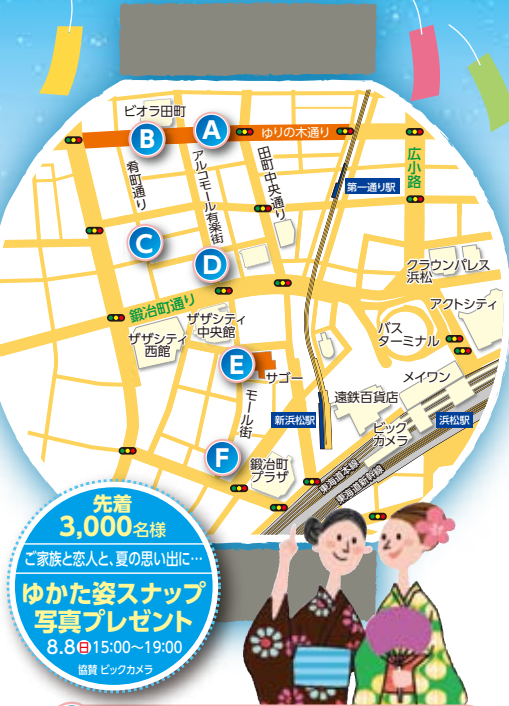 ビオラ田町
A
B
ゆりの木通り
広小路
肴町通り
アルコモール有楽街
田町中央通り
第一通り駅
C
D
クラウンパレス
浜松
アクトシティ
鍛冶町通り
ザザシティ
中央館
ザザシティ
西館
バス
ターミナル
E
サゴー
メイワン
遠鉄百貨店
モール街
新浜松駅
浜松駅
ビック
カメラ
F
鍛冶町
プラザ
東海道本線
東海道新幹線
先着
3,000名様
ご家族と恋人と、夏の思い出に…
ゆかた姿スナップ
写真プレゼント
8.8㊐15:00〜19:00
協賛 ビックカメラ